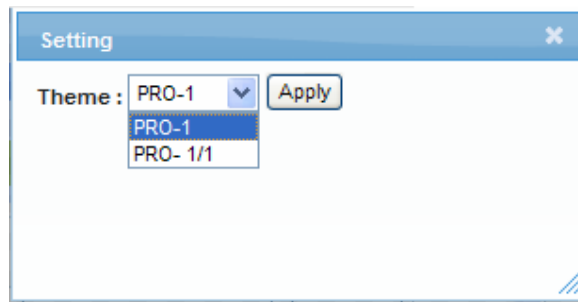 Setting
Theme : PRO-1 Apply
PRO-1
PRO- 1/1